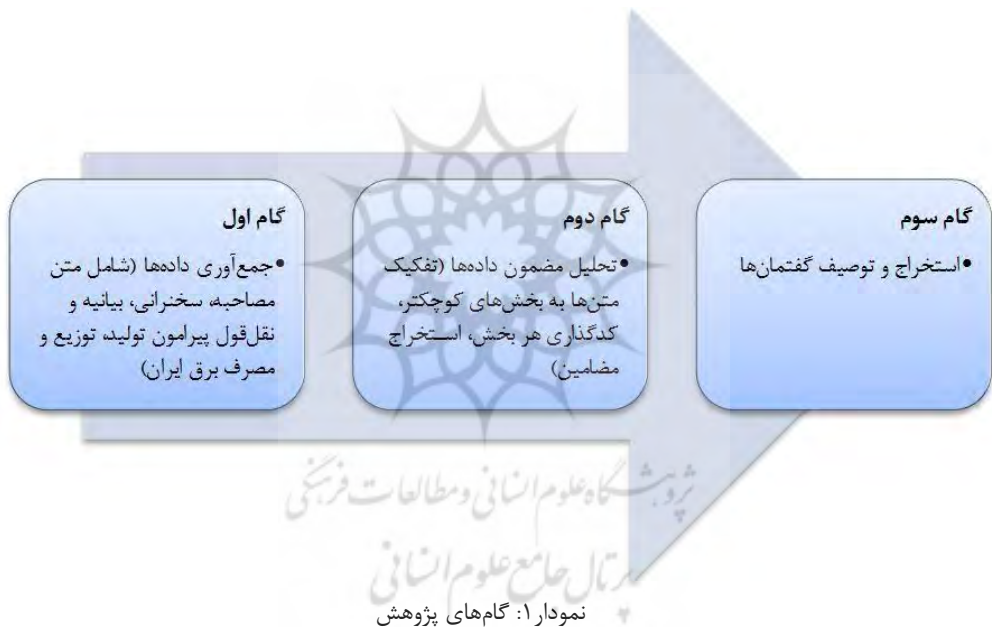 گام اول
•جمع‌آوری داده‌ها (شامل متن
مصاحبه، سخنرانی، بیانیه و
نقل‌قول پیرامون تولید، توزیع و
مصرف برق ایران)
گام دوم
•تحلیل مضمون داده‌ها (تفکیک
متن‌ها به بخش‌های کوچکتر،
کدگذاری هر بخش، استخراج
مضامین)
گام سوم
•استخراج و توصیف گفتمان‌ها
پژوهشگاه علوم انسانی و مطالعات فرهنگی
پرتال جامع علوم انسانی
نمودار۱: گام‌های پژوهش